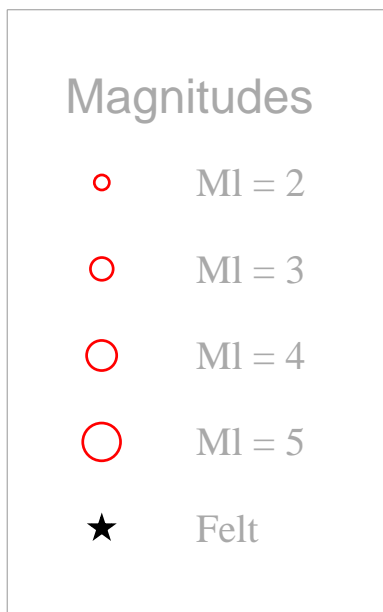 Magnitudes
Ml = 2
Ml = 3
Ml = 4
Ml = 5
Felt